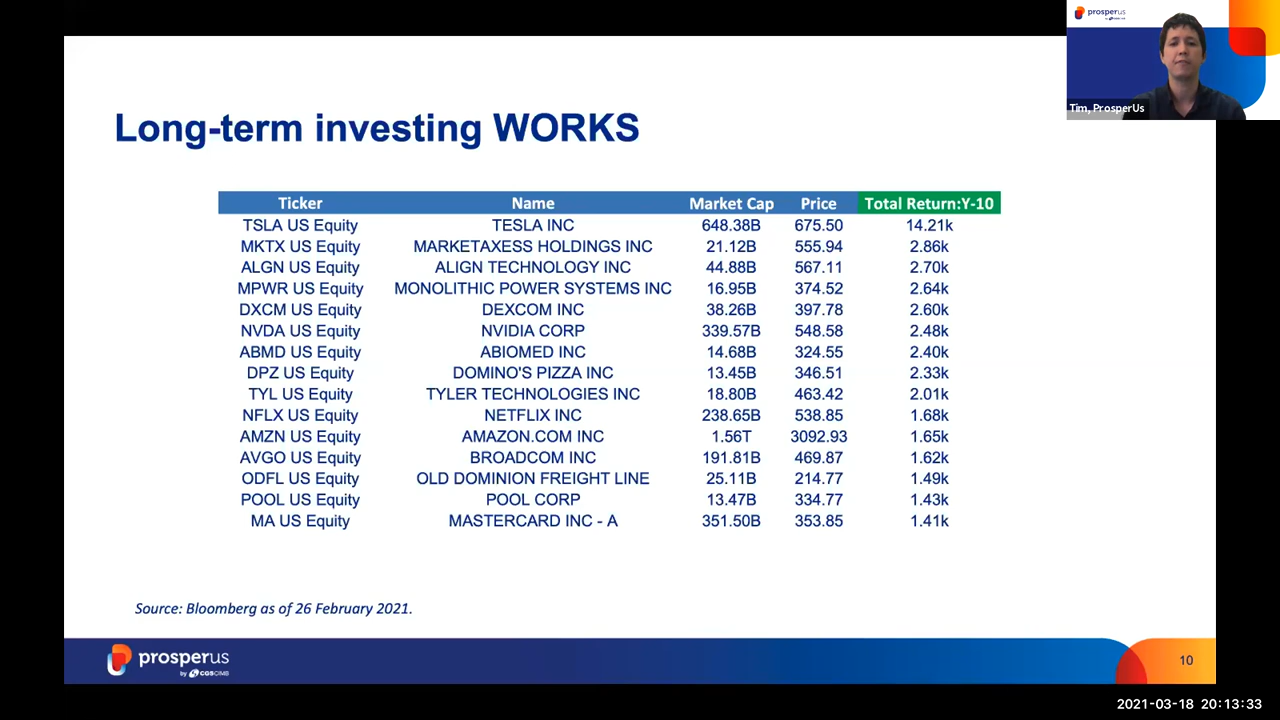 prosperus
by CGS CIMB
Tim, ProsperUs
Long-term investing WORKS
Ticker Name Market Cap Price Total Return:Y-10
TSLA US Equity TESLA INC 648.38B 675.50 14.21k
MKTX US Equity MARKETAXESS HOLDINGS INC 21.12B 555.94 2.86k
ALGN US Equity ALIGN TECHNOLOGY INC 44.88B 567.11 2.70k
MPWR US Equity MONOLITHIC POWER SYSTEMS INC 16.95B 374.52 2.64k
DXCM US Equity DEXCOM INC 38.26B 397.78 2.60k
NVDA US Equity NVIDIA CORP 339.57B 548.58 2.48k
ABMD US Equity ABIOMED INC 14.68B 324.55 2.40k
DPZ US Equity DOMINO'S PIZZA INC 13.45B 346.51 2.33k
TYL US Equity TYLER TECHNOLOGIES INC 18.80B 463.42 2.01k
NFLX US Equity NETFLIX INC 238.65B 538.85 1.68k
AMZN US Equity AMAZON.COM INC 1.56T 3092.93 1.65k
AVGO US Equity BROADCOM INC 191.81B 469.87 1.62k
ODFL US Equity OLD DOMINION FREIGHT LINE 25.11B 214.77 1.49k
POOL US Equity POOL CORP 13.47B 334.77 1.43k
MA US Equity MASTERCARD INC - A 351.50B 353.85 1.41k
Source: Bloomberg as of 26 February 2021.
prosperus
by CGS CIMB
10
2021-03-18 20:13:33